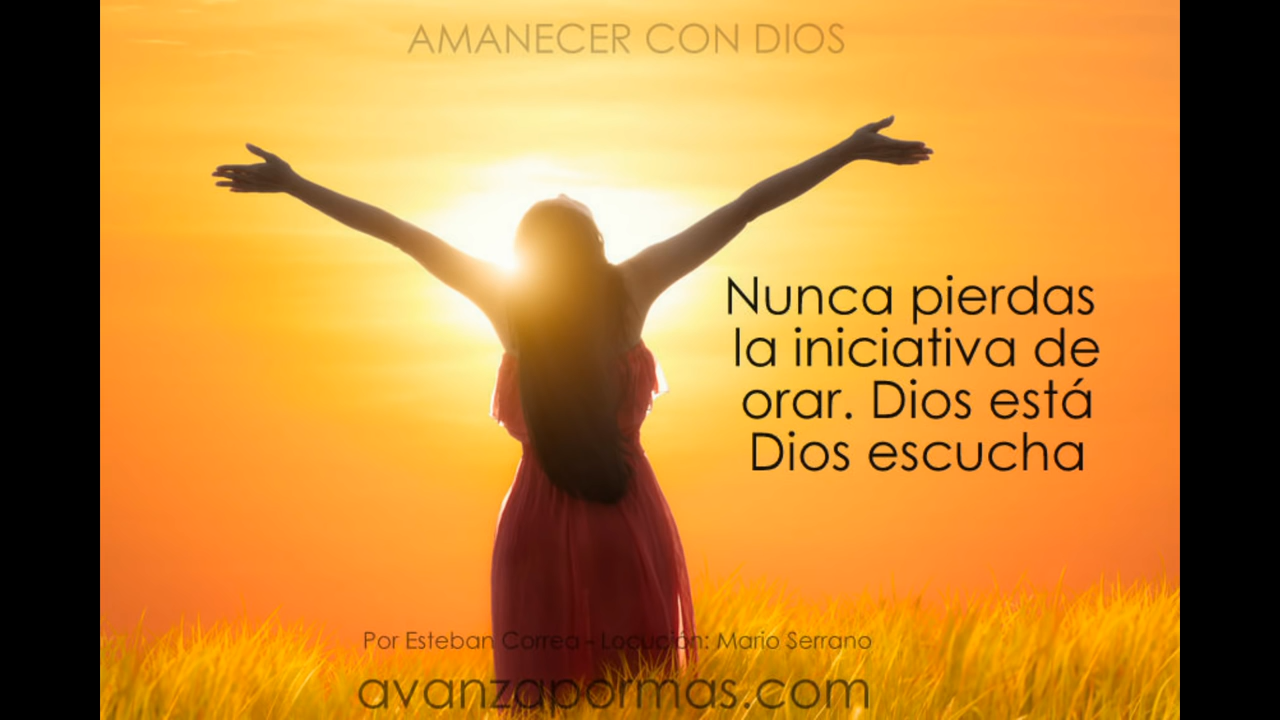 AMANECER CON DIOS
Nunca pierdas
la iniciativa de
orar. Dios está
Dios escucha
Por Esteban Correa - Locución: Mario Serrano
avanzapormas.com